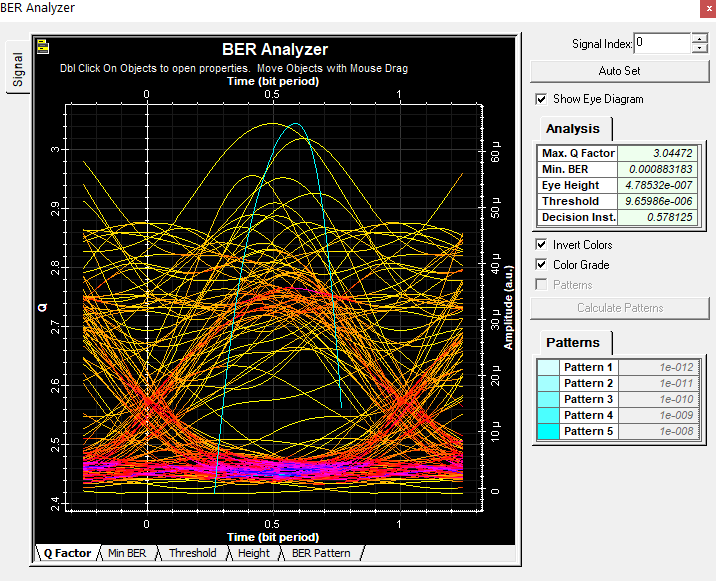 BER Analyzer
Signal
BER Analyzer
Dbl Click On Objects to open properties. Move Objects with Mouse Drag
Time (bit period)
0 0.5 1
Q
3
2.9
2.8
2.7
2.6
2.5
2.4
Amplitude (a.u.)
60 µ
50 µ
40 µ
30 µ
20 µ
10 µ
0
0 0.5 1
Time (bit period)
Q Factor Min BER Threshold Height BER Pattern
Signal Index: 0
Auto Set
Show Eye Diagram
Analysis
Max. Q Factor 3.04472
Min. BER 0.000883183
Eye Height 4.78532e-007
Threshold 9.65986e-006
Decision Inst. 0.578125
Invert Colors
Color Grade
Patterns
Calculate Patterns
Patterns
Pattern 1 1e-012
Pattern 2 1e-011
Pattern 3 1e-010
Pattern 4 1e-009
Pattern 5 1e-008